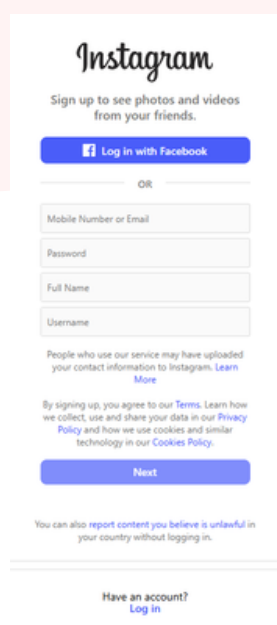 Instagram
Sign up to see photos and videos
from your friends.
Log in with Facebook
OR
Mobile Number or Email
Password
Full Name
Username
People who use our service may have uploaded
your contact information to Instagram. Learn
More
By signing up, you agree to our Terms. Learn how
we collect, use and share your data in our Privacy
Policy and how we use cookies and similar
technology in our Cookies Policy.
Next
You can also report content you believe is unlawful in
your country without logging in.
Have an account?
Log in